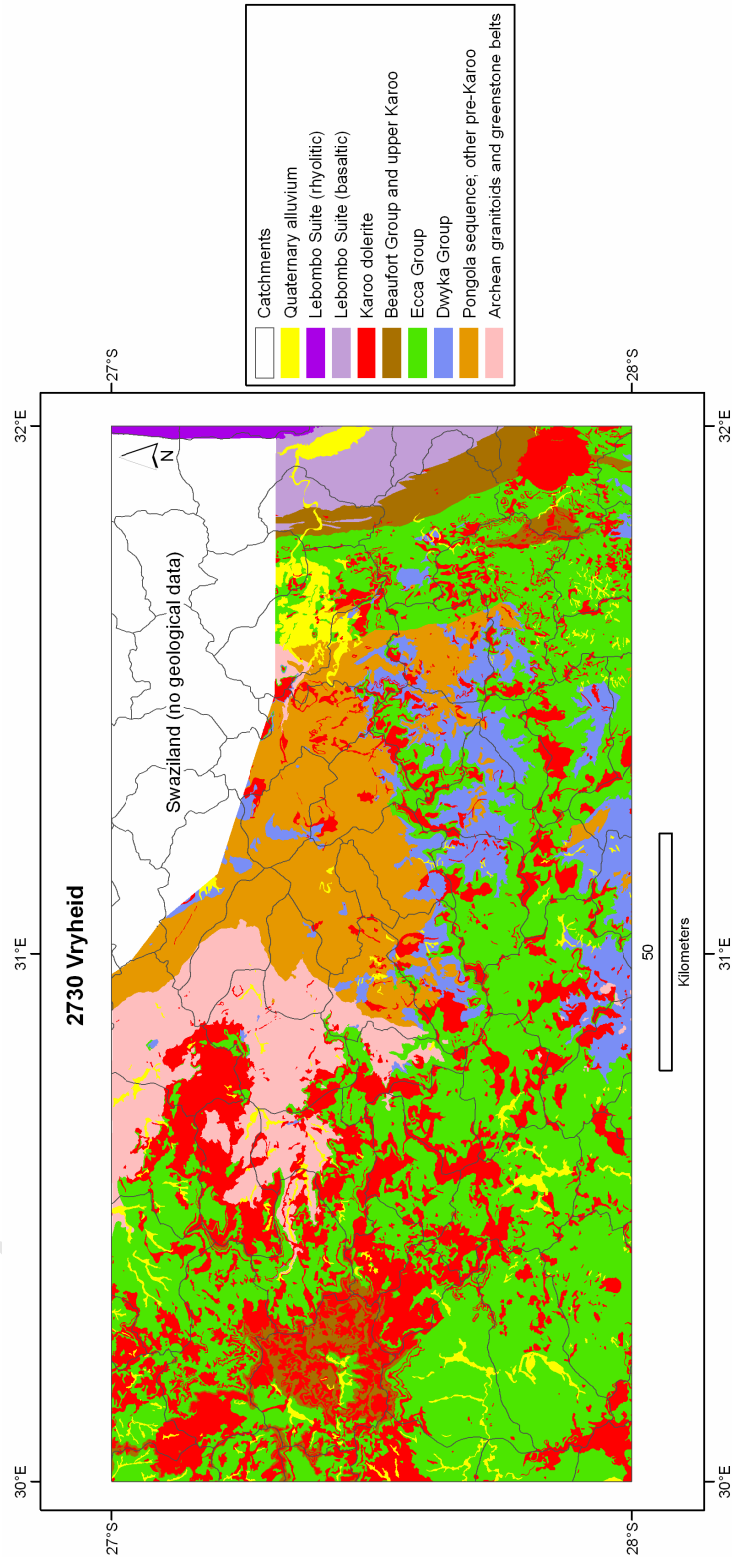 2730 Vryheid
30°E
31°E
32°E
27°S
27°S
Swaziland (no geological data)
N
28°S
28°S
50
Kilometers
30°E
31°E
32°E
Catchments
Quaternary alluvium
Lebombo Suite (rhyolitic)
Lebombo Suite (basaltic)
Karoo dolerite
Beaufort Group and upper Karoo
Ecca Group
Dwyka Group
Pongola sequence; other pre-Karoo
Archean granitoids and greenstone belts